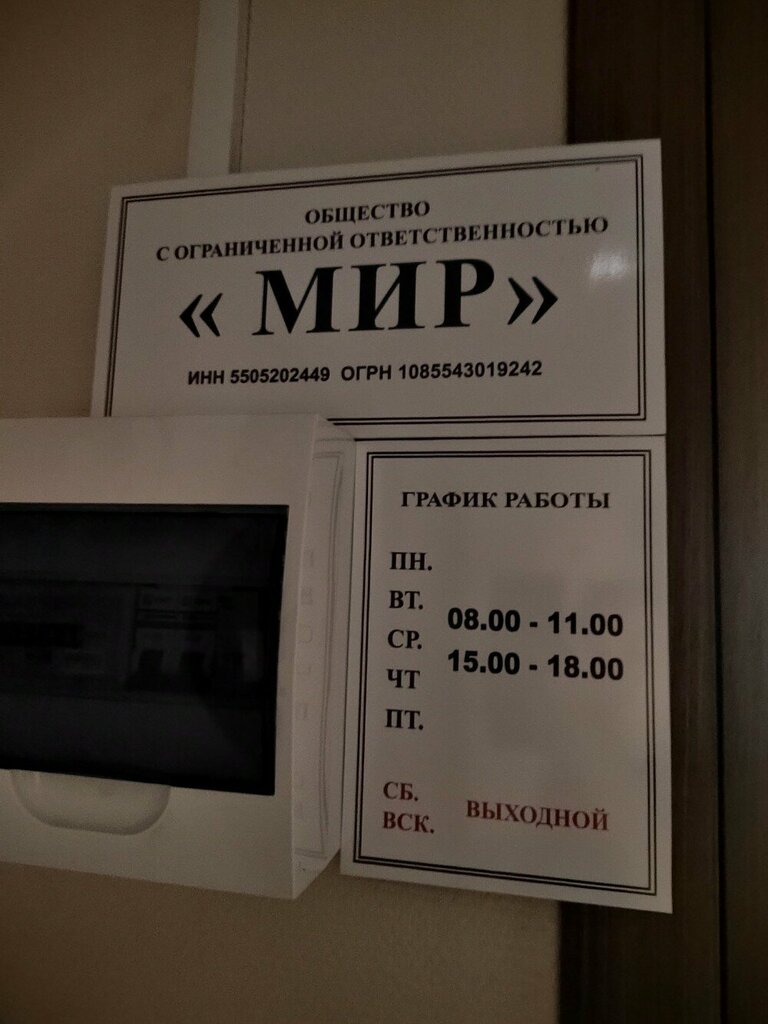 ОБЩЕСТВО
С ОГРАНИЧЕННОЙ ОТВЕТСТВЕННОСТЬЮ
« МИР»
ИНН 5505202449 ОГРН 1085543019242
ГРАФИК РАБОТЫ
ПН.
ВТ.
08.00 - 11.00
СР.
15.00 - 18.00
ЧТ
ПТ.
СБ.
ВСК.
ВЫХОДНОЙ